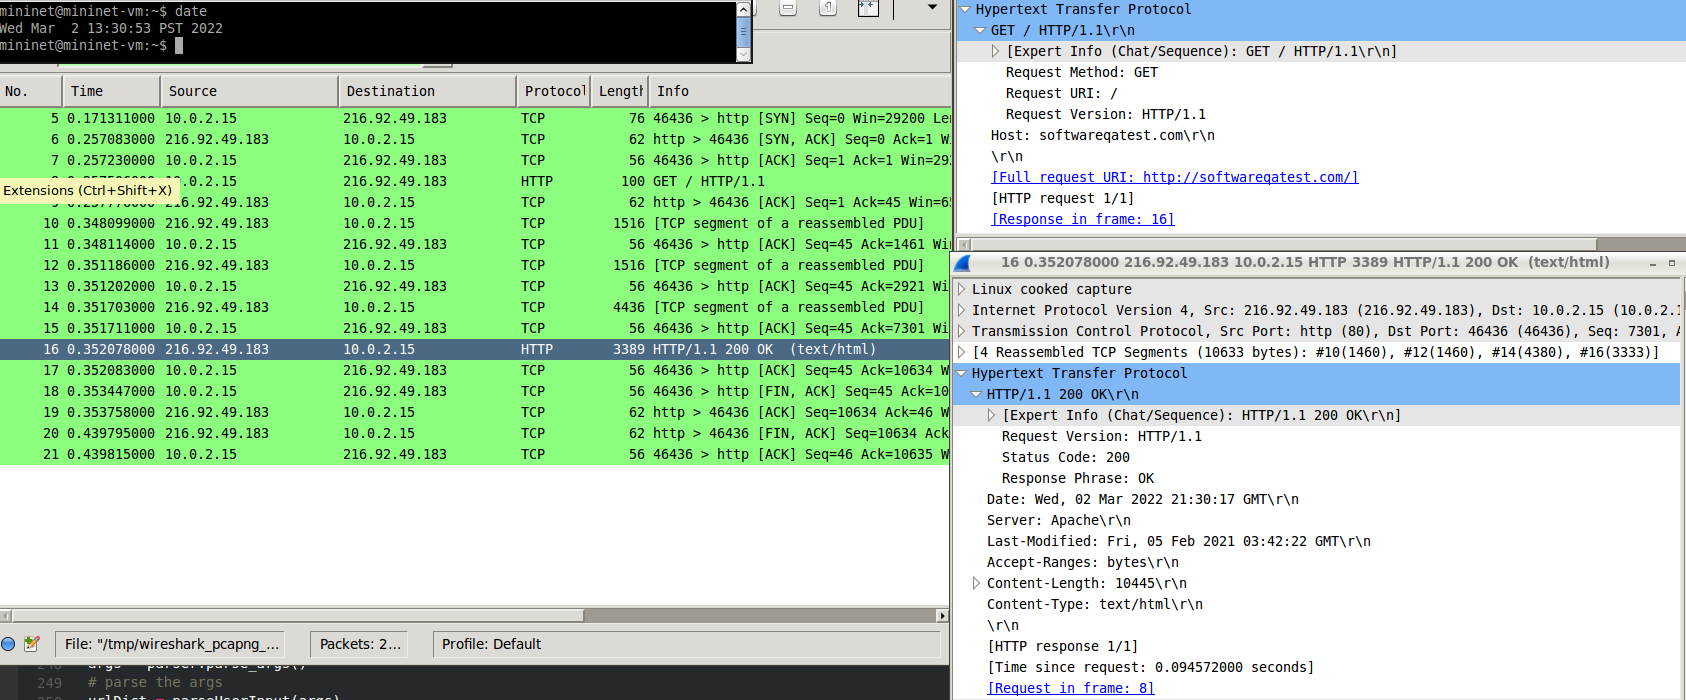 mininet@mininet-vm:~$ date
Wed Mar  2 13:30:53 PST 2022
mininet@mininet-vm:~$
No. Time Source Destination Protocol Length Info
5 0.171311000 10.0.2.15 216.92.49.183 TCP 76 46436 > http [SYN] Seq=0 Win=29200 Le
6 0.257083000 216.92.49.183 10.0.2.15 TCP 62 http > 46436 [SYN, ACK] Seq=0 Ack=1 W
7 0.257230000 10.0.2.15 216.92.49.183 TCP 56 46436 > http [ACK] Seq=1 Ack=1 Win=29
.0.2.15 216.92.49.183 HTTP 100 GET / HTTP/1.1
Extensions (Ctrl+Shift+X)
6.92.49.183 10.0.2.15 TCP 62 http > 46436 [ACK] Seq=1 Ack=45 Win=6
10 0.348099000 216.92.49.183 10.0.2.15 TCP 1516 [TCP segment of a reassembled PDU]
11 0.348114000 10.0.2.15 216.92.49.183 TCP 56 46436 > http [ACK] Seq=45 Ack=1461 Wi
12 0.351186000 216.92.49.183 10.0.2.15 TCP 1516 [TCP segment of a reassembled PDU]
13 0.351202000 10.0.2.15 216.92.49.183 TCP 56 46436 > http [ACK] Seq=45 Ack=2921 Wi
14 0.351703000 216.92.49.183 10.0.2.15 TCP 4436 [TCP segment of a reassembled PDU]
15 0.351711000 10.0.2.15 216.92.49.183 TCP 56 46436 > http [ACK] Seq=45 Ack=7301 Wi
16 0.352078000 216.92.49.183 10.0.2.15 HTTP 3389 HTTP/1.1 200 OK  (text/html)
17 0.352083000 10.0.2.15 216.92.49.183 TCP 56 46436 > http [ACK] Seq=45 Ack=10634 W
18 0.353447000 10.0.2.15 216.92.49.183 TCP 56 46436 > http [FIN, ACK] Seq=45 Ack=10
19 0.353758000 216.92.49.183 10.0.2.15 TCP 62 http > 46436 [ACK] Seq=10634 Ack=46 W
20 0.439795000 216.92.49.183 10.0.2.15 TCP 62 http > 46436 [FIN, ACK] Seq=10634 Ack
21 0.439815000 10.0.2.15 216.92.49.183 TCP 56 46436 > http [ACK] Seq=46 Ack=10635 W
File: "/tmp/wireshark_pcapng_... Packets: 2... Profile: Default
args = parser.parse_args()
249 # parse the args
urlDict = parseUserInput(args)
Hypertext Transfer Protocol
GET / HTTP/1.1\r\n
[Expert Info (Chat/Sequence): GET / HTTP/1.1\r\n]
Request Method: GET
Request URI: /
Request Version: HTTP/1.1
Host: softwareqatest.com\r\n
\r\n
[Full request URI: http://softwareqatest.com/]
[HTTP request 1/1]
[Response in frame: 16]
16 0.352078000 216.92.49.183 10.0.2.15 HTTP 3389 HTTP/1.1 200 OK  (text/html)
Linux cooked capture
Internet Protocol Version 4, Src: 216.92.49.183 (216.92.49.183), Dst: 10.0.2.15 (10.0.2.1
Transmission Control Protocol, Src Port: http (80), Dst Port: 46436 (46436), Seq: 7301, A
[4 Reassembled TCP Segments (10633 bytes): #10(1460), #12(1460), #14(4380), #16(3333)]
Hypertext Transfer Protocol
HTTP/1.1 200 OK\r\n
[Expert Info (Chat/Sequence): HTTP/1.1 200 OK\r\n]
Request Version: HTTP/1.1
Status Code: 200
Response Phrase: OK
Date: Wed, 02 Mar 2022 21:30:17 GMT\r\n
Server: Apache\r\n
Last-Modified: Fri, 05 Feb 2021 03:42:22 GMT\r\n
Accept-Ranges: bytes\r\n
Content-Length: 10445\r\n
Content-Type: text/html\r\n
\r\n
[HTTP response 1/1]
[Time since request: 0.094572000 seconds]
[Request in frame: 8]